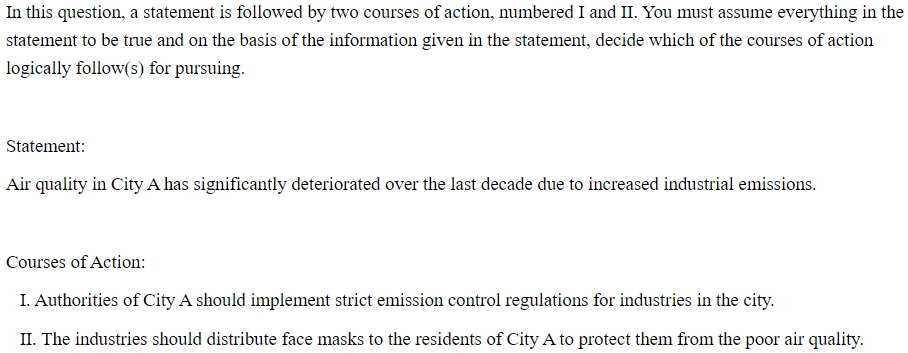 In this question, a statement is followed by two courses of action, numbered I and II. You must assume everything in the
statement to be true and on the basis of the information given in the statement, decide which of the courses of action
logically follow(s) for pursuing.
Statement:
Air quality in City A has significantly deteriorated over the last decade due to increased industrial emissions.
Courses of Action:
I. Authorities of City A should implement strict emission control regulations for industries in the city.
II. The industries should distribute face masks to the residents of City A to protect them from the poor air quality.